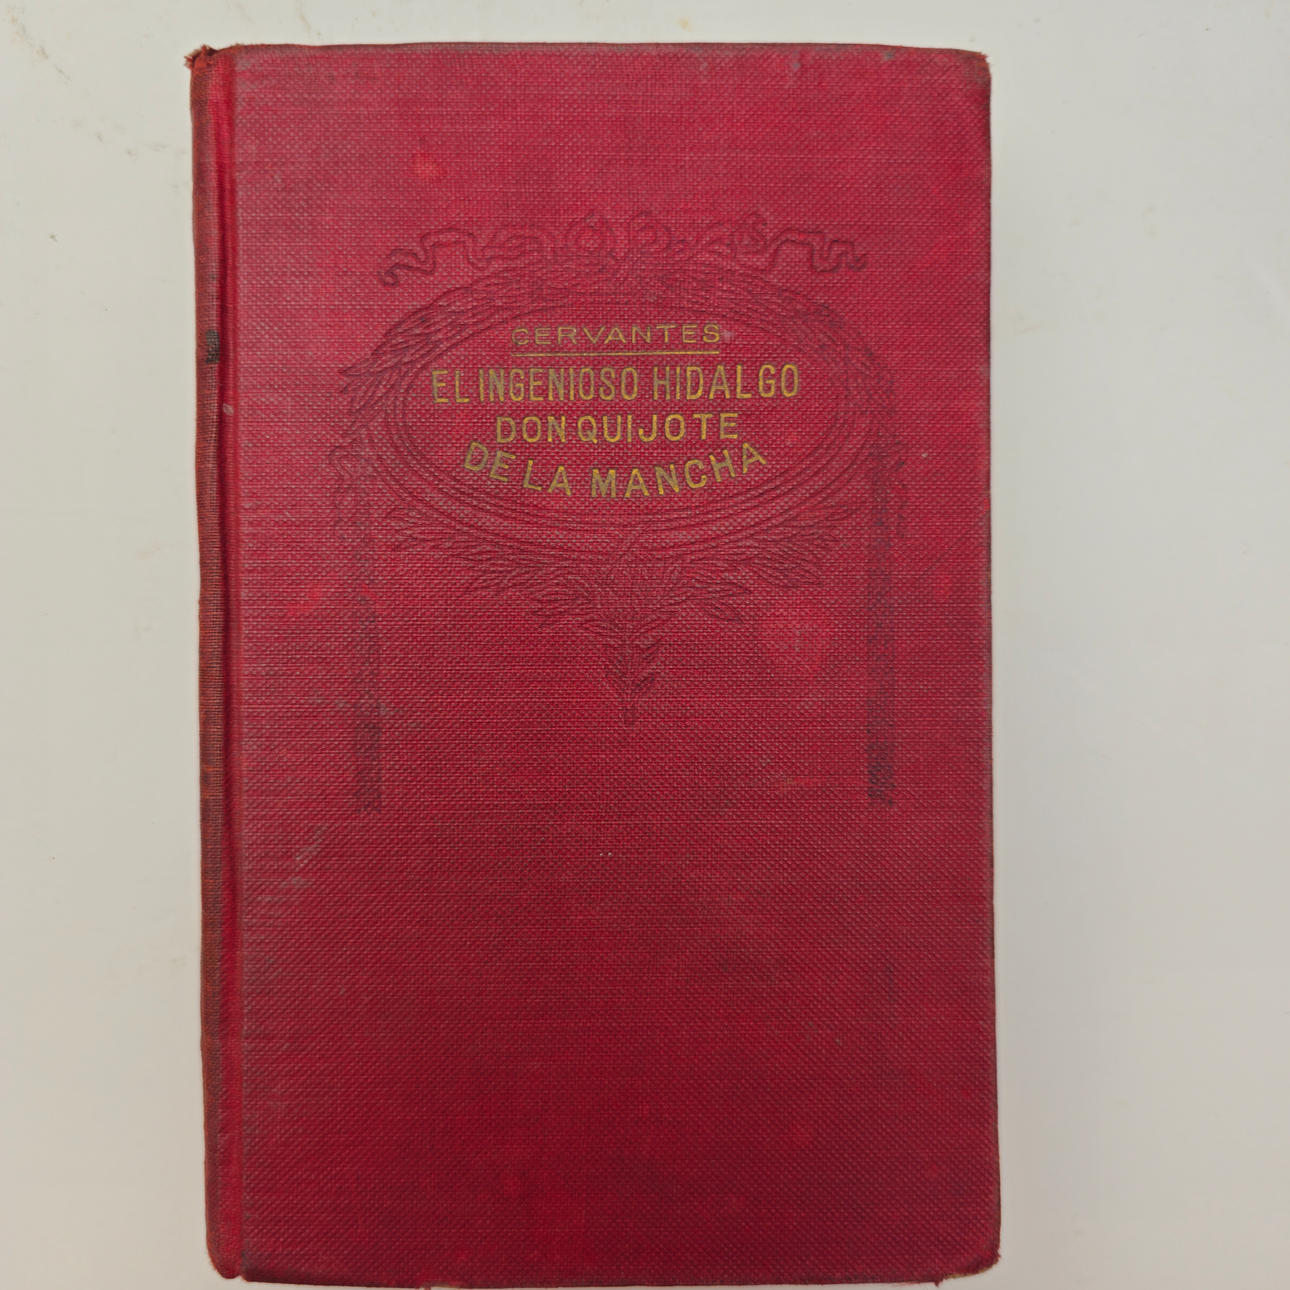 CERVANTES
EL INGENIOSO HIDALGO
DON QUIJOTE
DE LA MANCHA